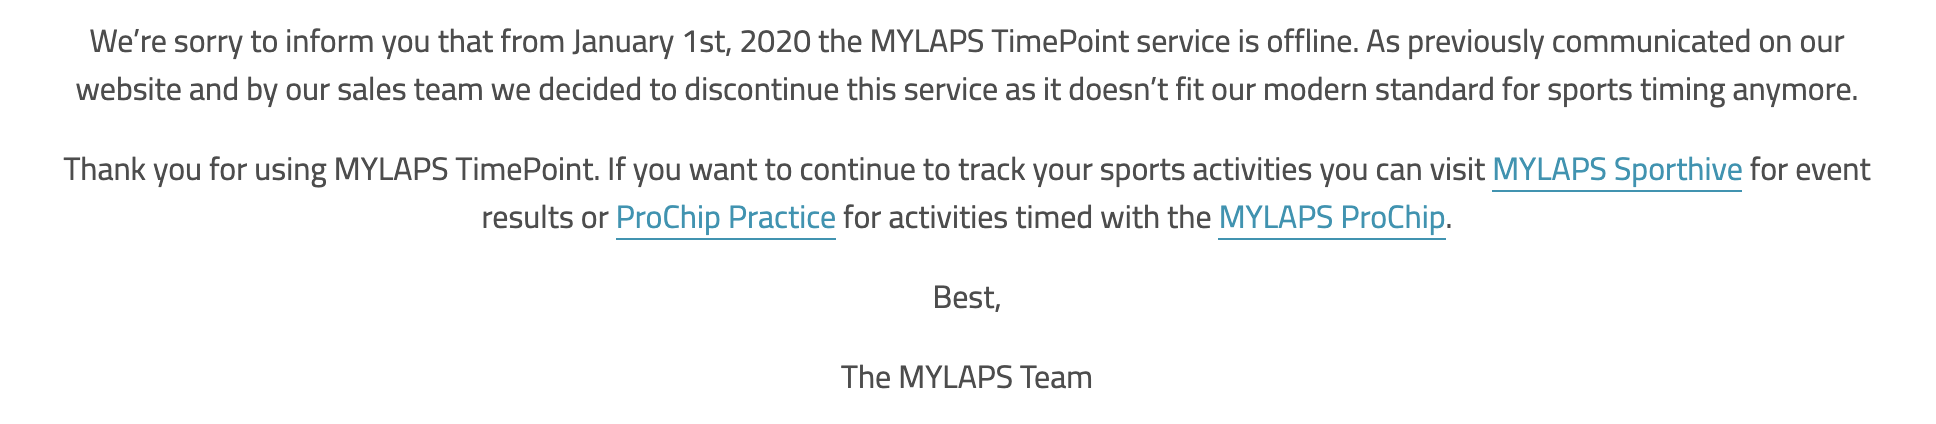 We’re sorry to inform you that from January 1st, 2020 the MYLAPS TimePoint service is offline. As previously communicated on our
website and by our sales team we decided to discontinue this service as it doesn’t fit our modern standard for sports timing anymore.
Thank you for using MYLAPS TimePoint. If you want to continue to track your sports activities you can visit MYLAPS Sporthive for event
results or ProChip Practice for activities timed with the MYLAPS ProChip.
Best,
The MYLAPS Team